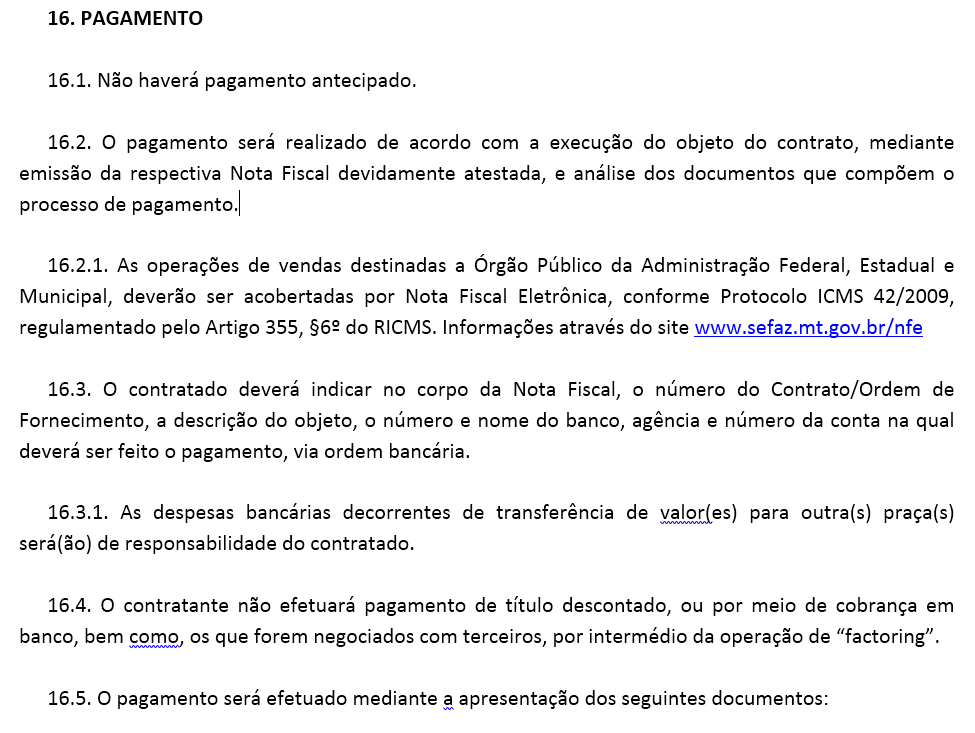 16. PAGAMENTO
16.1. Não haverá pagamento antecipado.
16.2. O pagamento será realizado de acordo com a execução do objeto do contrato, mediante
emissão da respectiva Nota Fiscal devidamente atestada, e análise dos documentos que compõem o
processo de pagamento.
16.2.1. As operações de vendas destinadas a Órgão Público da Administração Federal, Estadual e
Municipal, deverão ser acobertadas por Nota Fiscal Eletrônica, conforme Protocolo ICMS 42/2009,
regulamentado pelo Artigo 355, §6º do RICMS. Informações através do site www.sefaz.mt.gov.br/nfe
16.3. O contratado deverá indicar no corpo da Nota Fiscal, o número do Contrato/Ordem de
Fornecimento, a descrição do objeto, o número e nome do banco, agência e número da conta na qual
deverá ser feito o pagamento, via ordem bancária.
16.3.1. As despesas bancárias decorrentes de transferência de valor(es) para outra(s) praça(s)
será(ão) de responsabilidade do contratado.
16.4. O contratante não efetuará pagamento de título descontado, ou por meio de cobrança em
banco, bem como, os que forem negociados com terceiros, por intermédio da operação de “factoring”.
16.5. O pagamento será efetuado mediante a apresentação dos seguintes documentos: